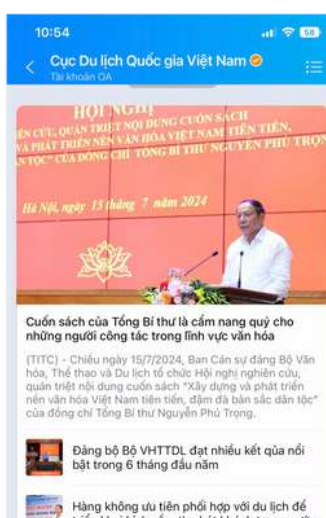 10:54
58
Cục Du lịch Quốc gia Việt Nam
Tài khoản OA
HỘI NGHỊ
ÊN CỨU, QUÁN TRIỆT NỘI DUNG CUỐN SÁCH
VÀ PHÁT TRIỂN NỀN VĂN HÓA VIỆT NAM TIÊN TIẾN,
ÂN TỘC" CỦA ĐỒNG CHÍ TỔNG BÍ THƯ NGUYỄN PHÚ TRỌN
Hà Nội, ngày 15 tháng 7 năm 2024
Cuốn sách của Tổng Bí thư là cẩm nang quý cho
những người công tác trong lĩnh vực văn hóa
(TITC) - Chiều ngày 15/7/2024, Ban Cán sự đảng Bộ Văn
hóa, Thể thao và Du lịch tổ chức Hội nghị nghiên cứu,
quán triệt nội dung cuốn sách "Xây dựng và phát triển
nền văn hóa Việt Nam tiên tiến, đậm đà bản sắc dân tộc"
của đồng chí Tổng Bí thư Nguyễn Phú Trọng.
Đảng bộ Bộ VHTTDL đạt nhiều kết quả nổi
bật trong 6 tháng đầu năm
Hàng không ưu tiên phối hợp với du lịch để